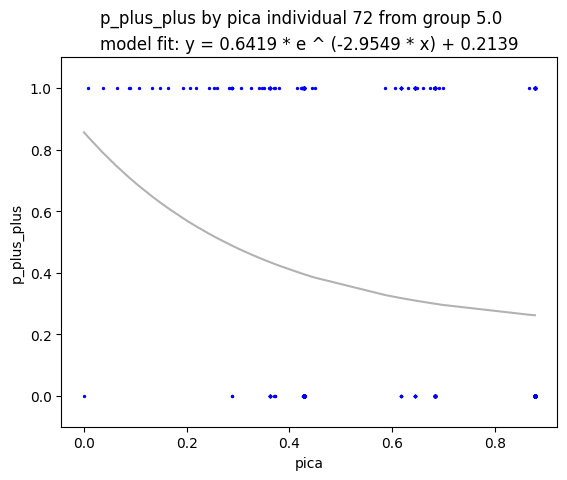 p_plus_plus by pica individual 72 from group 5.0
model fit: y = 0.6419 * e ^ (-2.9549 * x) + 0.2139
1.0
0.8
0.6
0.4
0.2
0.0
p_plus_plus
0.0 0.2 0.4 0.6 0.8
pica